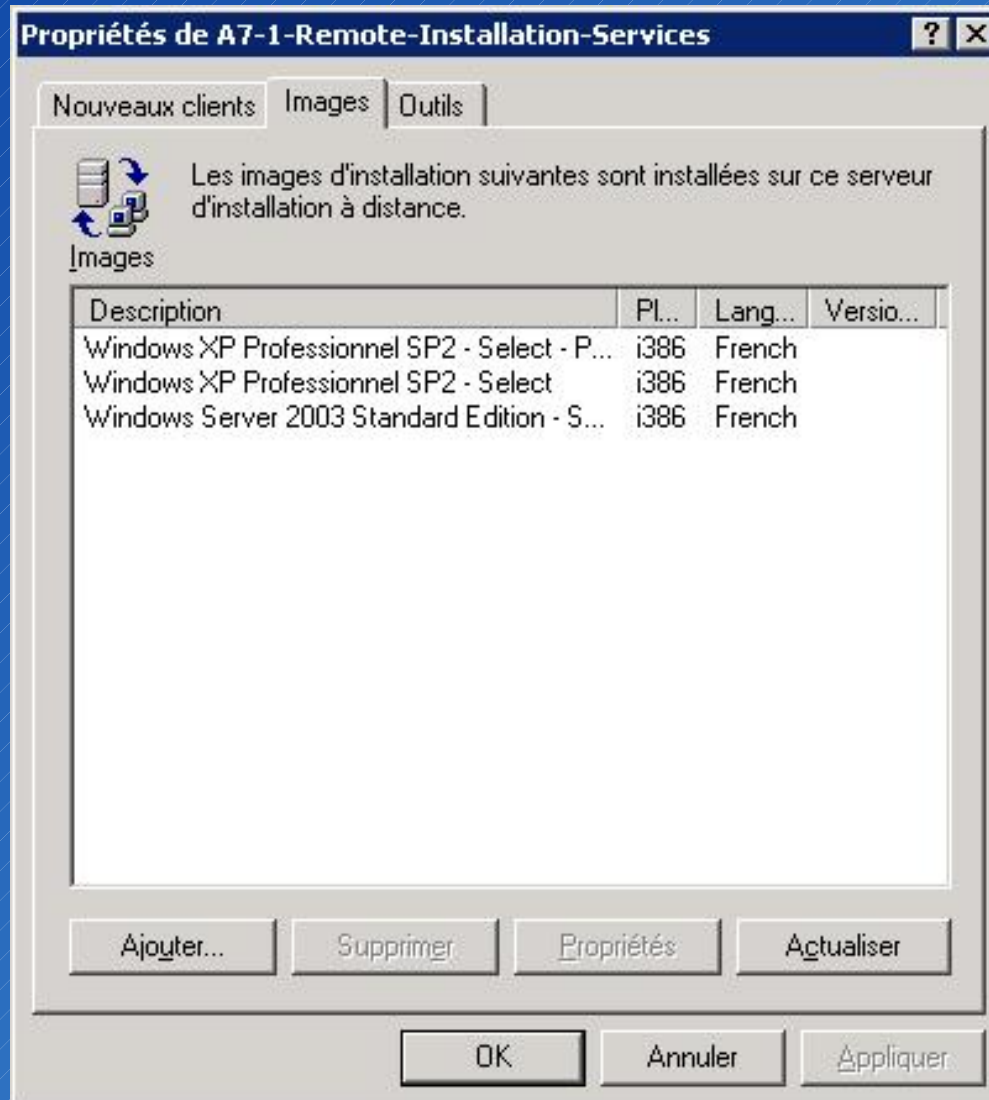 Propriétés de A7-1-Remote-Installation-Services
Nouveaux clients Images Outils
Les images d'installation suivantes sont installées sur ce serveur
d'installation à distance.
Images
Description Pl... Lang... Versio...
Windows XP Professionnel SP2 - Select - P... i386 French
Windows XP Professionnel SP2 - Select i386 French
Windows Server 2003 Standard Edition - S... i386 French
Ajouter... Supprimer Propriétés Actualiser
OK Annuler Appliquer